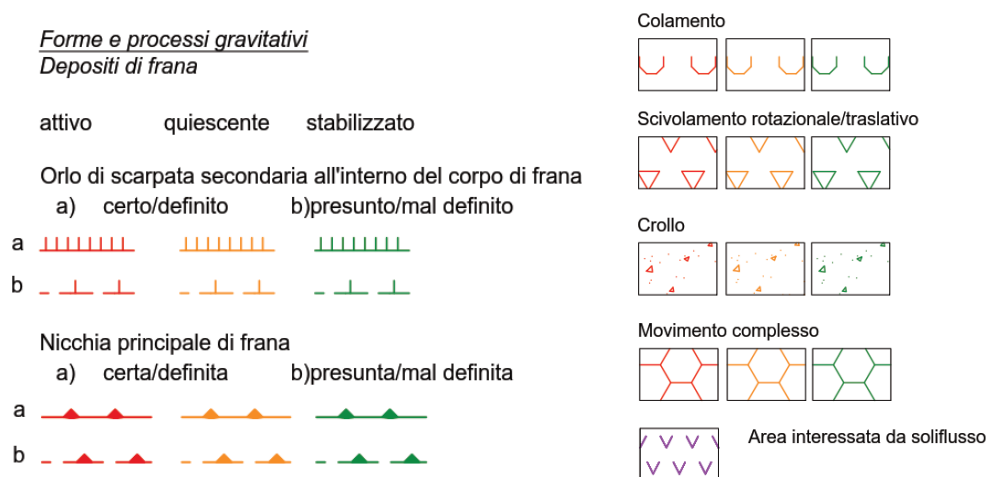 Forme e processi gravitativi
Depositi di frana
attivo quiescente stabilizzato
Orlo di scarpata secondaria all'interno del corpo di frana
a) certo/definito b)presunto/mal definito
a
b
Nicchia principale di frana
a) certa/definita b)presunta/mal definita
a
b
Colamento
Scivolamento rotazionale/traslativo
Crollo
Movimento complesso
Area interessata da soliflusso